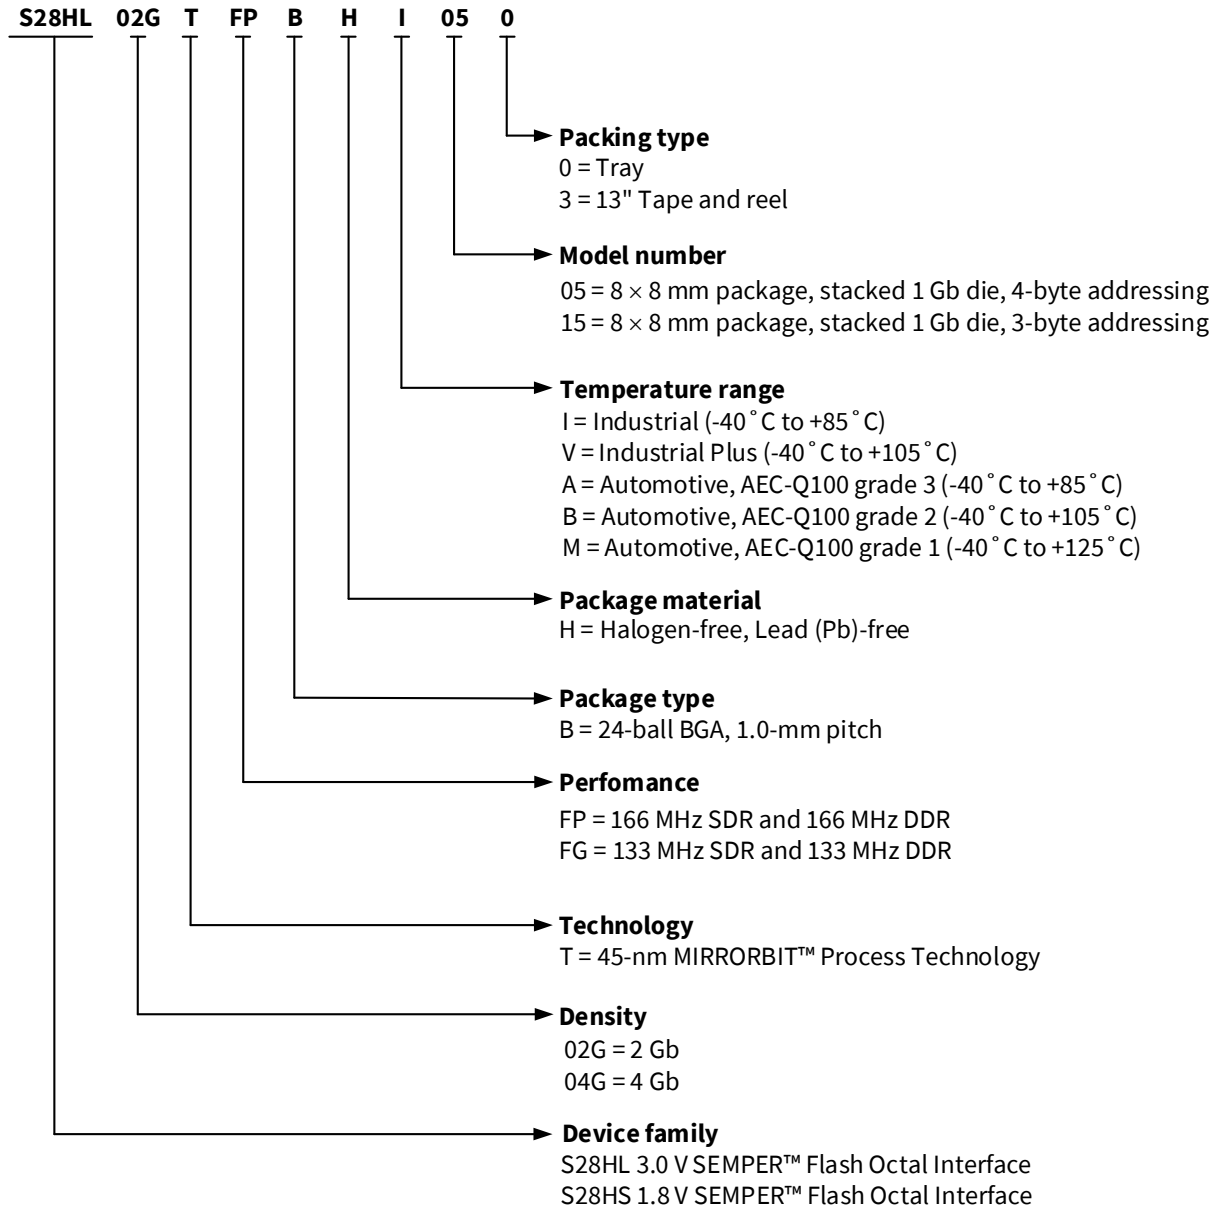 S28HL 02G T FP B H I 05 0
Packing type
0 = Tray
3 = 13" Tape and reel
Model number
05 = 8 × 8 mm package, stacked 1 Gb die, 4-byte addressing
15 = 8 × 8 mm package, stacked 1 Gb die, 3-byte addressing
Temperature range
I = Industrial (-40˚C to +85˚C)
V = Industrial Plus (-40˚C to +105˚C)
A = Automotive, AEC-Q100 grade 3 (-40˚C to +85˚C)
B = Automotive, AEC-Q100 grade 2 (-40˚C to +105˚C)
M = Automotive, AEC-Q100 grade 1 (-40˚C to +125˚C)
Package material
H = Halogen-free, Lead (Pb)-free
Package type
B = 24-ball BGA, 1.0-mm pitch
Perfomance
FP = 166 MHz SDR and 166 MHz DDR
FG = 133 MHz SDR and 133 MHz DDR
Technology
T = 45-nm MIRRORBIT™ Process Technology
Density
02G = 2 Gb
04G = 4 Gb
Device family
S28HL 3.0 V SEMPER™ Flash Octal Interface
S28HS 1.8 V SEMPER™ Flash Octal Interface